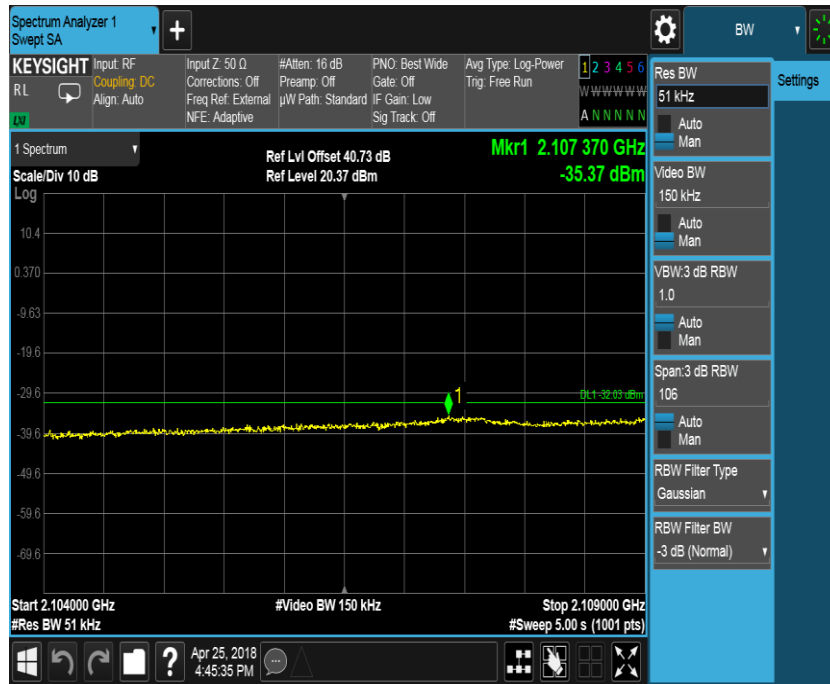 Spectrum Analyzer 1
Swept SA
+
BW
KEYSIGHT
RL
LXI
Input: RF
Coupling: DC
Align: Auto
Input Z: 50 Ω
Corrections: Off
Freq Ref: External
NFE: Adaptive
#Atten: 16 dB
Preamp: Off
µW Path: Standard
PNO: Best Wide
Gate: Off
IF Gain: Low
Sig Track: Off
Avg Type: Log-Power
Trig: Free Run
1 2 3 4 5 6
W W W W W W
A N N N N N
1 Spectrum
Scale/Div 10 dB
Log
Ref Lvl Offset 40.73 dB
Ref Level 20.37 dBm
Mkr1 2.107 370 GHz
-35.37 dBm
10.4
0.370
-9.63
-19.6
-29.6
-39.6
-49.6
-59.6
-69.6
1
DL1 -32.03 dBm
Start 2.104000 GHz
#Res BW 51 kHz
#Video BW 150 kHz
Stop 2.109000 GHz
#Sweep 5.00 s (1001 pts)
Res BW
51 kHz
Auto
Man
Video BW
150 kHz
Auto
Man
VBW:3 dB RBW
1.0
Auto
Man
Span:3 dB RBW
106
Auto
Man
RBW Filter Type
Gaussian
RBW Filter BW
-3 dB (Normal)
Settings
?
Apr 25, 2018
4:45:35 PM